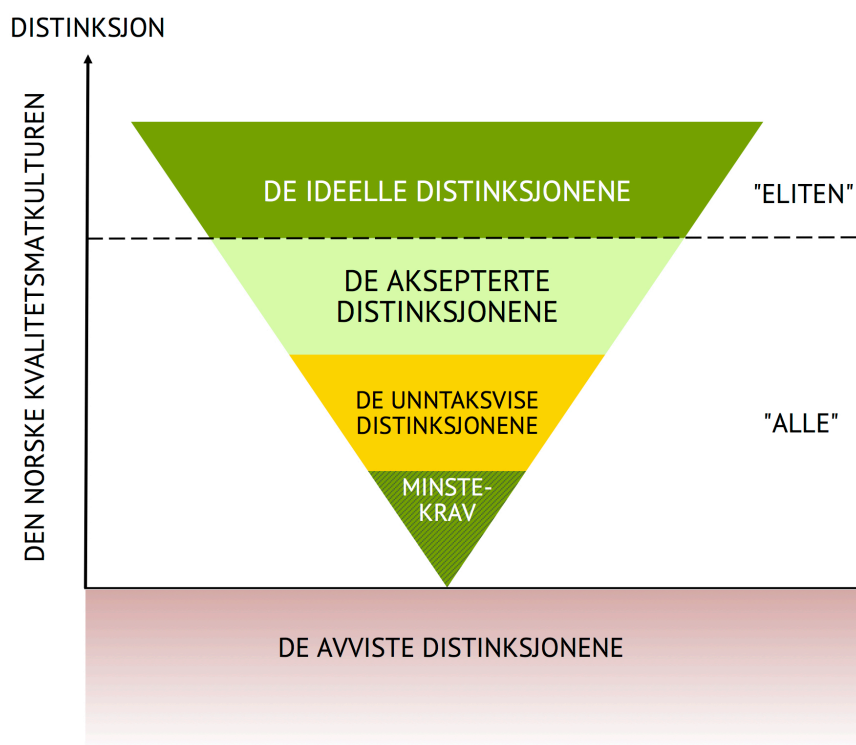 DISTINKSJON
DEN NORSKE KVALITETSMATKULTUREN
DE IDEELLE DISTINKSJONENE
"ELITEN"
DE AKSEPTERTE
DISTINKSJONENE
DE UNNTAKSVISE
DISTINKSJONENE
"ALLE"
MINSTE-
KRAV
DE AVVISTE DISTINKSJONENE